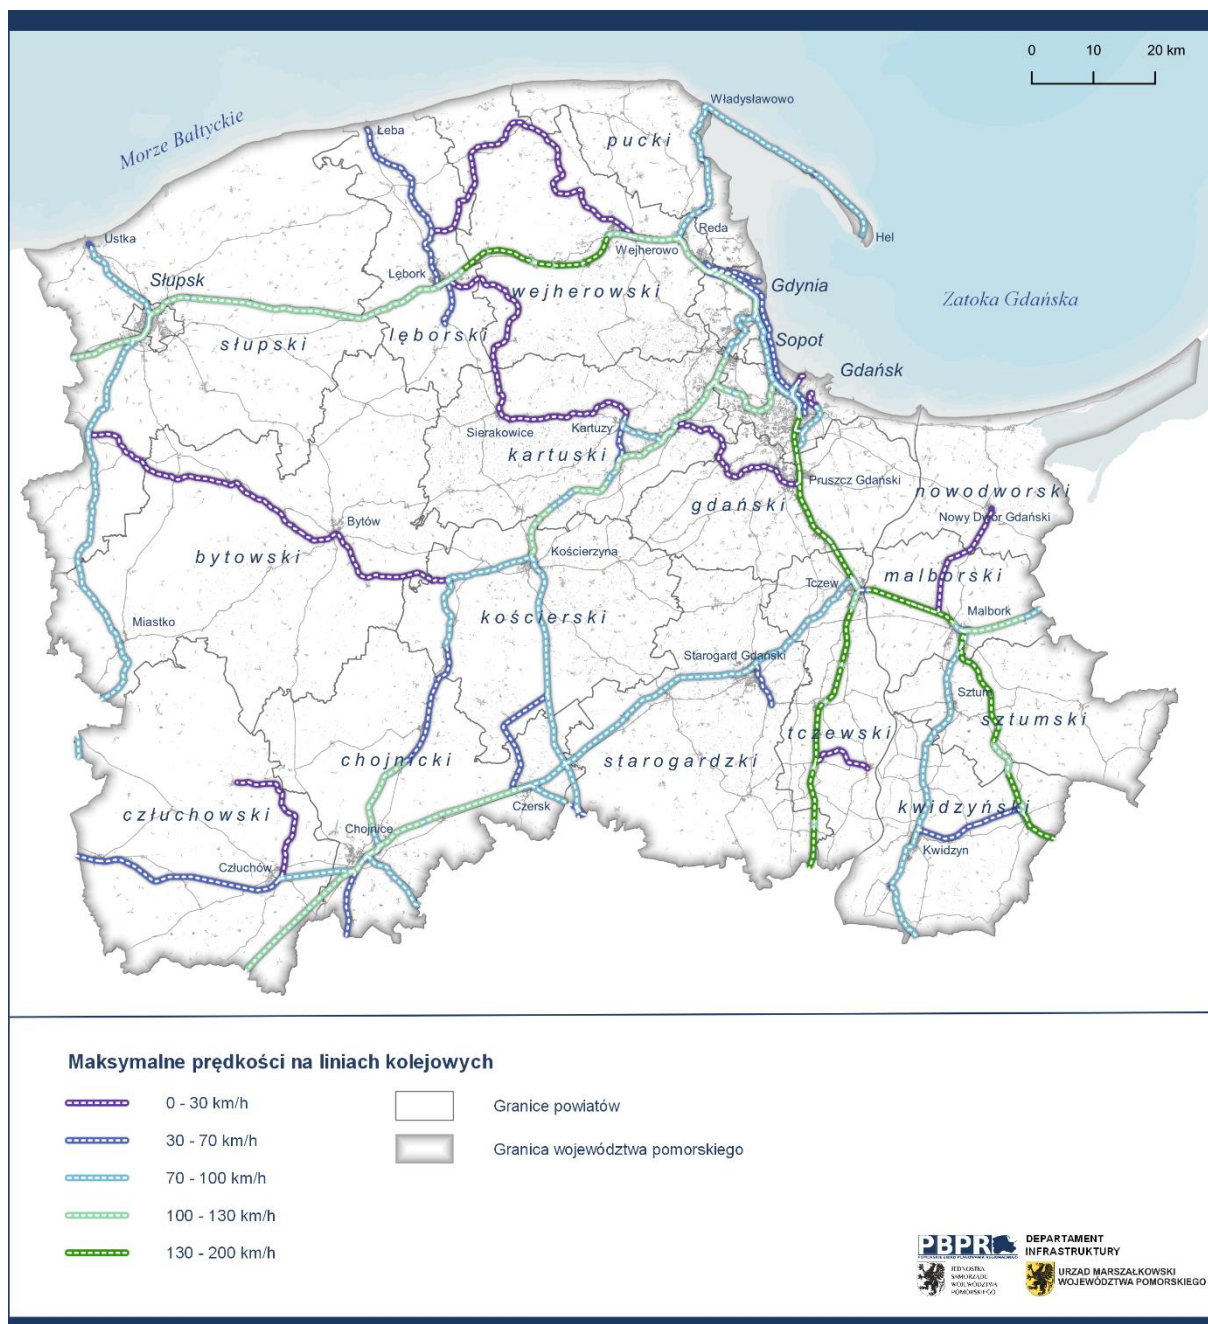 0 10 20 km
Władysławowo
Morze Bałtyckie
Łeba
pucki
Ustka
Reda
Hel
Wejherowo
Słupsk
Lębork
wejherowski
Gdynia
Zatoka Gdańska
lęborski
słupski
Sopot
Gdańsk
Sierakowice
Kartuzy
kartuski
Pruszcz Gdański
nowodworski
gdański
Nowy Dwór Gdański
Bytów
bytowski
Kościerzyna
Tczew
malborski
Malbork
kościerski
Miastko
Starogard Gdański
Sztum
sztumski
tczewski
chojnicki
starogardzki
człuchowski
Czersk
kwidzyński
Chojnice
Kwidzyn
Człuchów
Maksymalne prędkości na liniach kolejowych
0 - 30 km/h
Granice powiatów
30 - 70 km/h
Granica województwa pomorskiego
70 - 100 km/h
100 - 130 km/h
130 - 200 km/h
PBPR
DEPARTAMENT
INFRASTRUKTURY
JEDNOSTKA
SAMORZĄDU
WOJEWÓDZTWA
POMORSKIEGO
URZĄD MARSZAŁKOWSKI
WOJEWÓDZTWA POMORSKIEGO